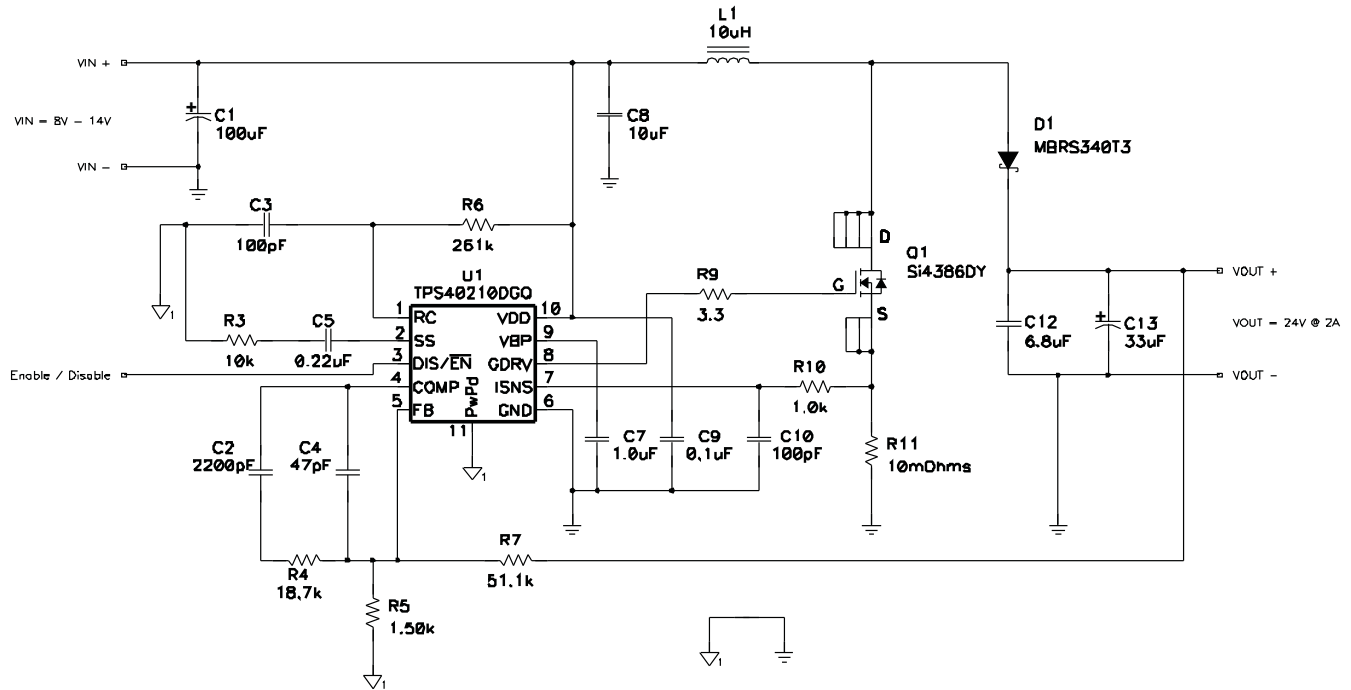 L1
10uH
VIN +
C1
100uF
VIN = 8V – 14V
VIN –
C8
10uF
D1
MBRS340T3
C3
100pF
R6
261k
D
Q1
Si4386DY
G
S
R9
3.3
U1
TPS40210DGQ
1 RC
2 SS
3 DIS/EN
4 COMP
5 FB
PwPd
11
VDD 10
VBP 9
GDRV 8
ISNS 7
GND 6
R3
10k
C5
0.22uF
Enable / Disable
VOUT +
VOUT = 24V @ 2A
VOUT –
C12
6.8uF
C13
33uF
R10
1.0k
R11
10mOhms
C2
2200pF
C4
47pF
C7
1.0uF
C9
0.1uF
C10
100pF
R4
18.7k
R7
51.1k
R5
1.50k
1
1
1
1